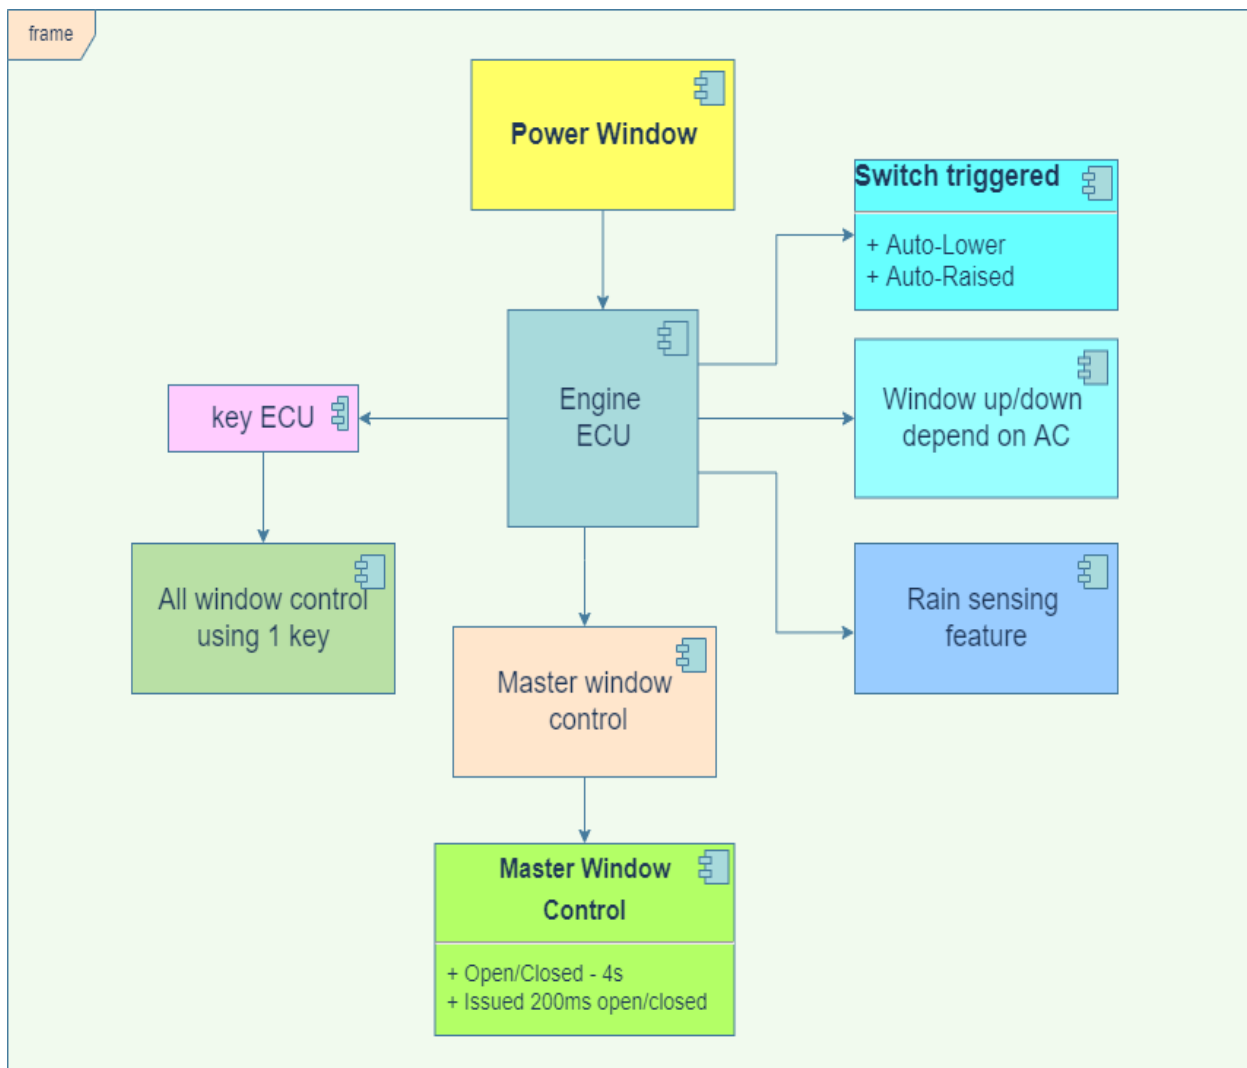 frame
Power Window
Switch triggered
+ Auto-Lower
+ Auto-Raised
Engine
ECU
Window up/down
depend on AC
key ECU
All window control
using 1 key
Rain sensing
feature
Master window
control
Master Window
Control
+ Open/Closed - 4s
+ Issued 200ms open/closed